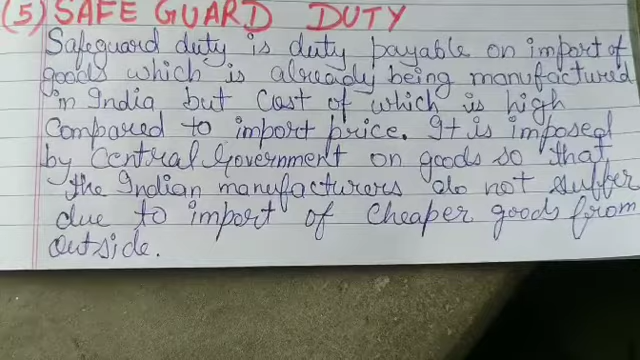 (5) SAFE GUARD DUTY
Safeguard duty is duty payable on import of
goods which is already being manufactured
in India but Cost of which is high
Compared to import price. It is imposed
by Central Government on goods so that
the Indian manufacturers do not suffer
due to import of Cheaper goods from
outside.